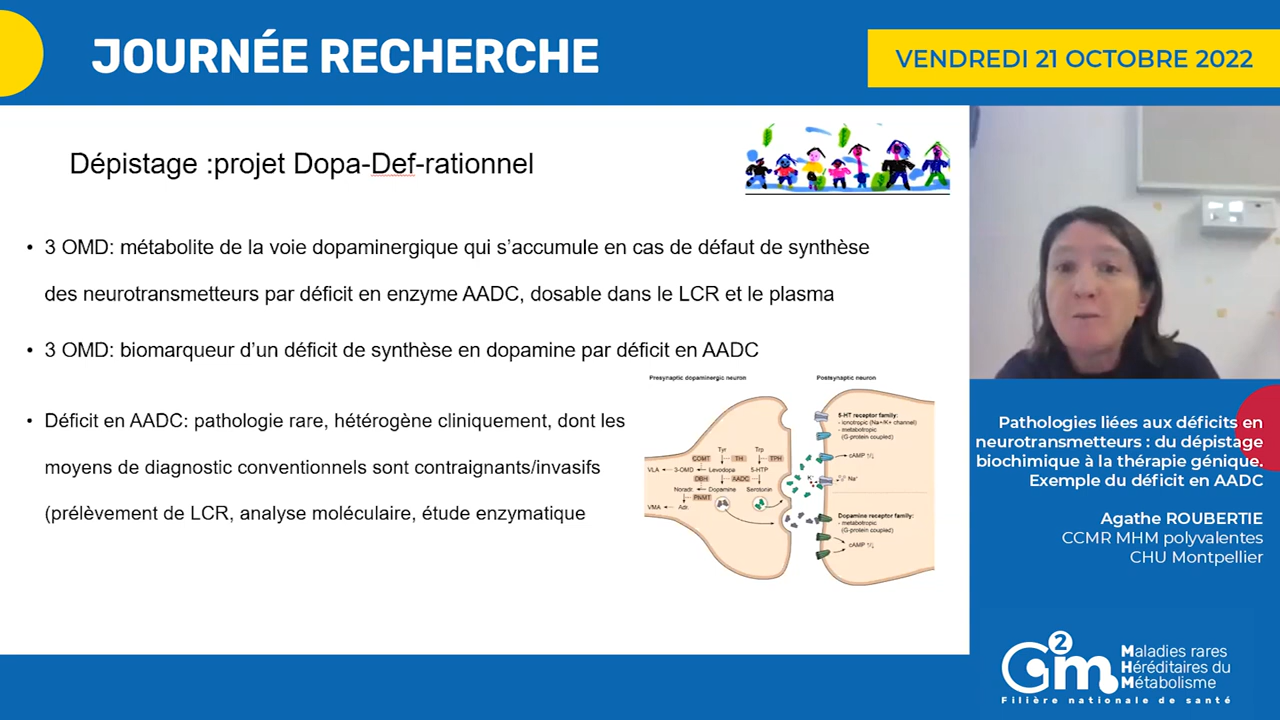 JOURNÉE RECHERCHE
VENDREDI 21 OCTOBRE 2022
Dépistage :projet Dopa-Def-rationnel
• 3 OMD: métabolite de la voie dopaminergique qui s'accumule en cas de défaut de synthèse
des neurotransmetteurs par déficit en enzyme AADC, dosable dans le LCR et le plasma
• 3 OMD: biomarqueur d'un déficit de synthèse en dopamine par déficit en AADC
• Déficit en AADC: pathologie rare, hétérogène cliniquement, dont les
moyens de diagnostic conventionnels sont contraignants/invasifs
(prélèvement de LCR, analyse moléculaire, étude enzymatique
Presynaptic dopaminergic neuron
Postsynaptic neuron
Tyr Trp
COMT TH TPH
VLA 3-OMD Levodopa 5-HTP
DBH AADC
Noradr. Dopamine Serotonin
PNMT
VMA Adr.
5-HT receptor family:
- ionotropic (Na+/K+ channel)
- metabotropic
(G-protein coupled)
cAMP ↑/↓
K⁺ Na⁺
Dopamine receptor family:
- metabotropic
(G-protein coupled)
cAMP ↑/↓
Pathologies liées aux déficits en
neurotransmetteurs : du dépistage
biochimique à la thérapie génique.
Exemple du déficit en AADC
Agathe ROUBERTIE
CCMR MHM polyvalentes
CHU Montpellier
G2m
Maladies rares
Héréditaires du
Métabolisme
Filière nationale de santé